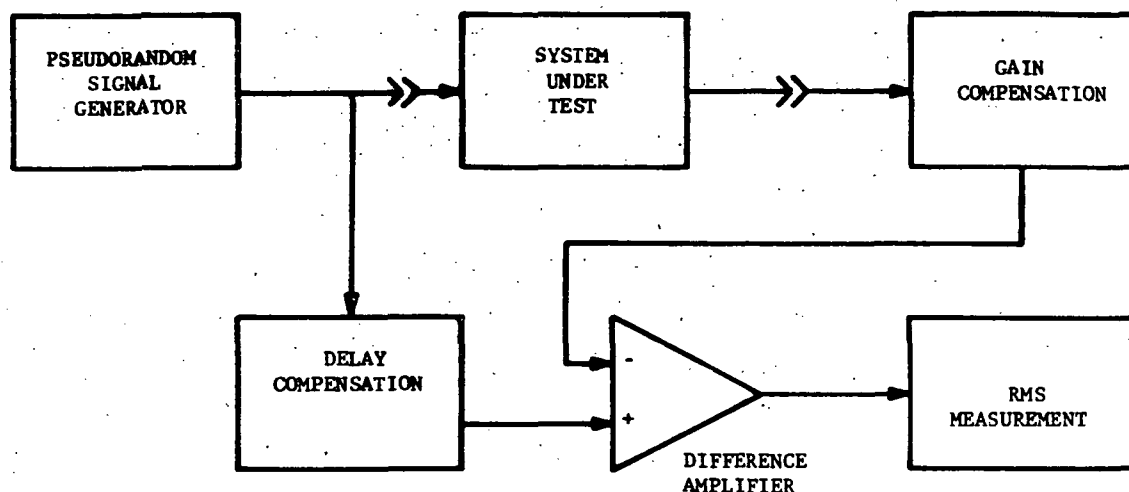 PSEUDORANDOM
SIGNAL
GENERATOR
SYSTEM
UNDER
TEST
GAIN
COMPENSATION
DELAY
COMPENSATION
-
+
DIFFERENCE
AMPLIFIER
RMS
MEASUREMENT